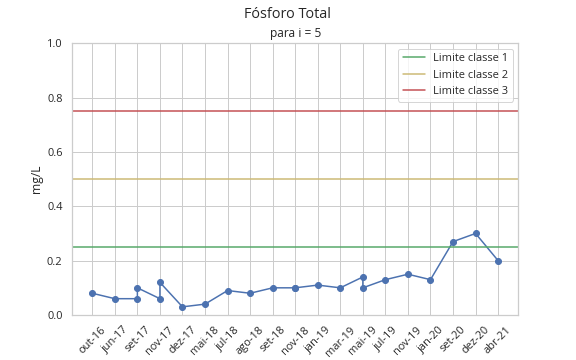 Fósforo Total
para i = 5
Limite classe 1
Limite classe 2
Limite classe 3
mg/L
1.0
0.8
0.6
0.4
0.2
0.0
out-16
jun-17
set-17
nov-17
dez-17
mai-18
jul-18
ago-18
set-18
nov-18
jan-19
mar-19
mai-19
jul-19
nov-19
jan-20
set-20
dez-20
abr-21